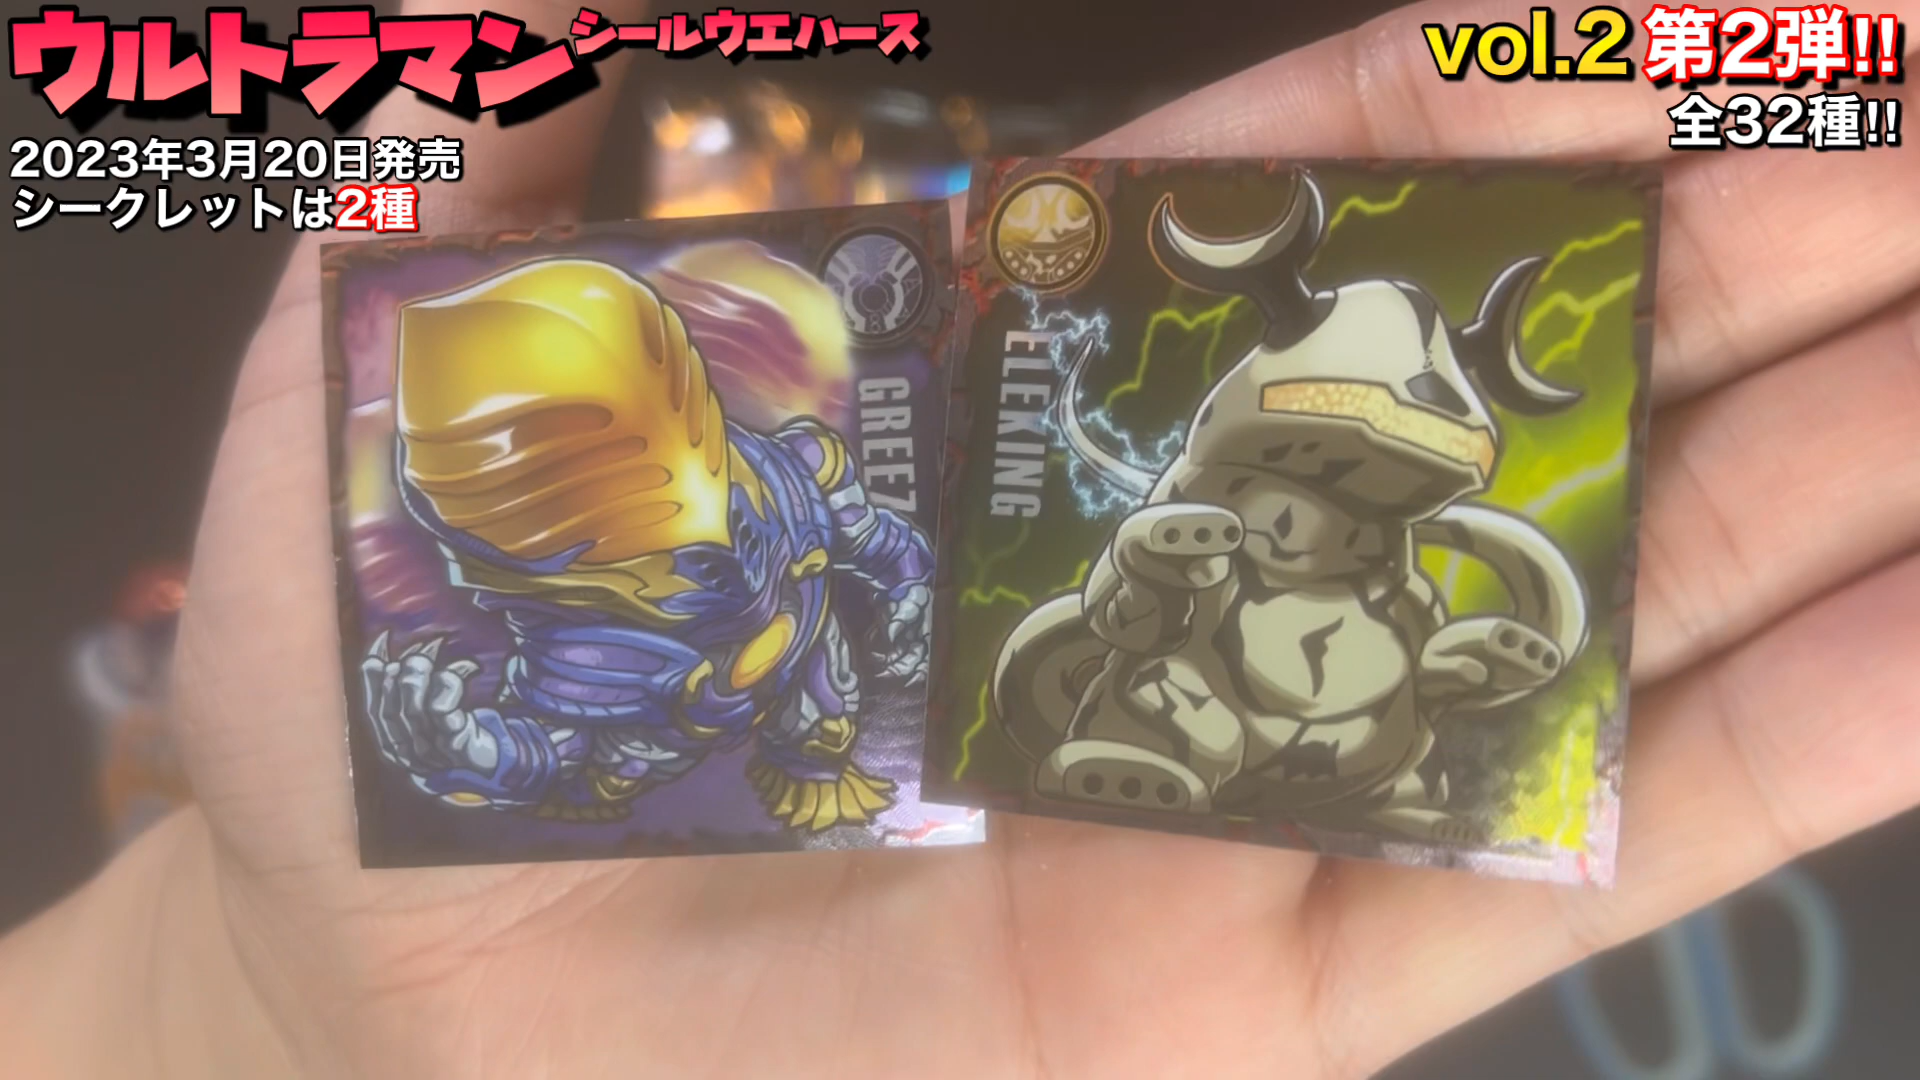 ウルトラマンシールウエハース
vol.2 第2弾!!
全32種!!
2023年3月20日発売
シークレットは2種
GREEZ
ELEKING